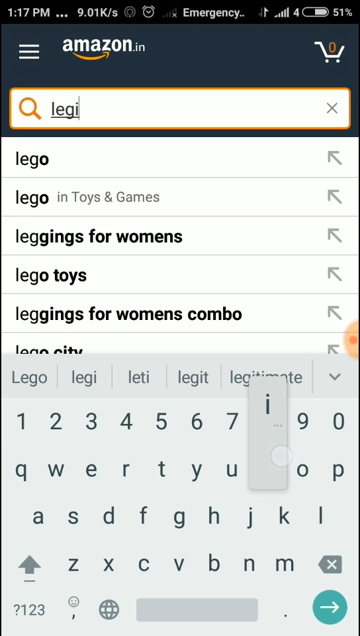 1:17 PM ... 9.01K/s Emergency.. 4 51%
amazon.in
0
legi
lego
lego in Toys & Games
leggings for womens
lego toys
leggings for womens combo
lego city
Lego legi leti legit legitimate
1 2 3 4 5 6 7 i 9 0
q w e r t y u o p
a s d f g h j k l
z x c v b n m
?123 , .